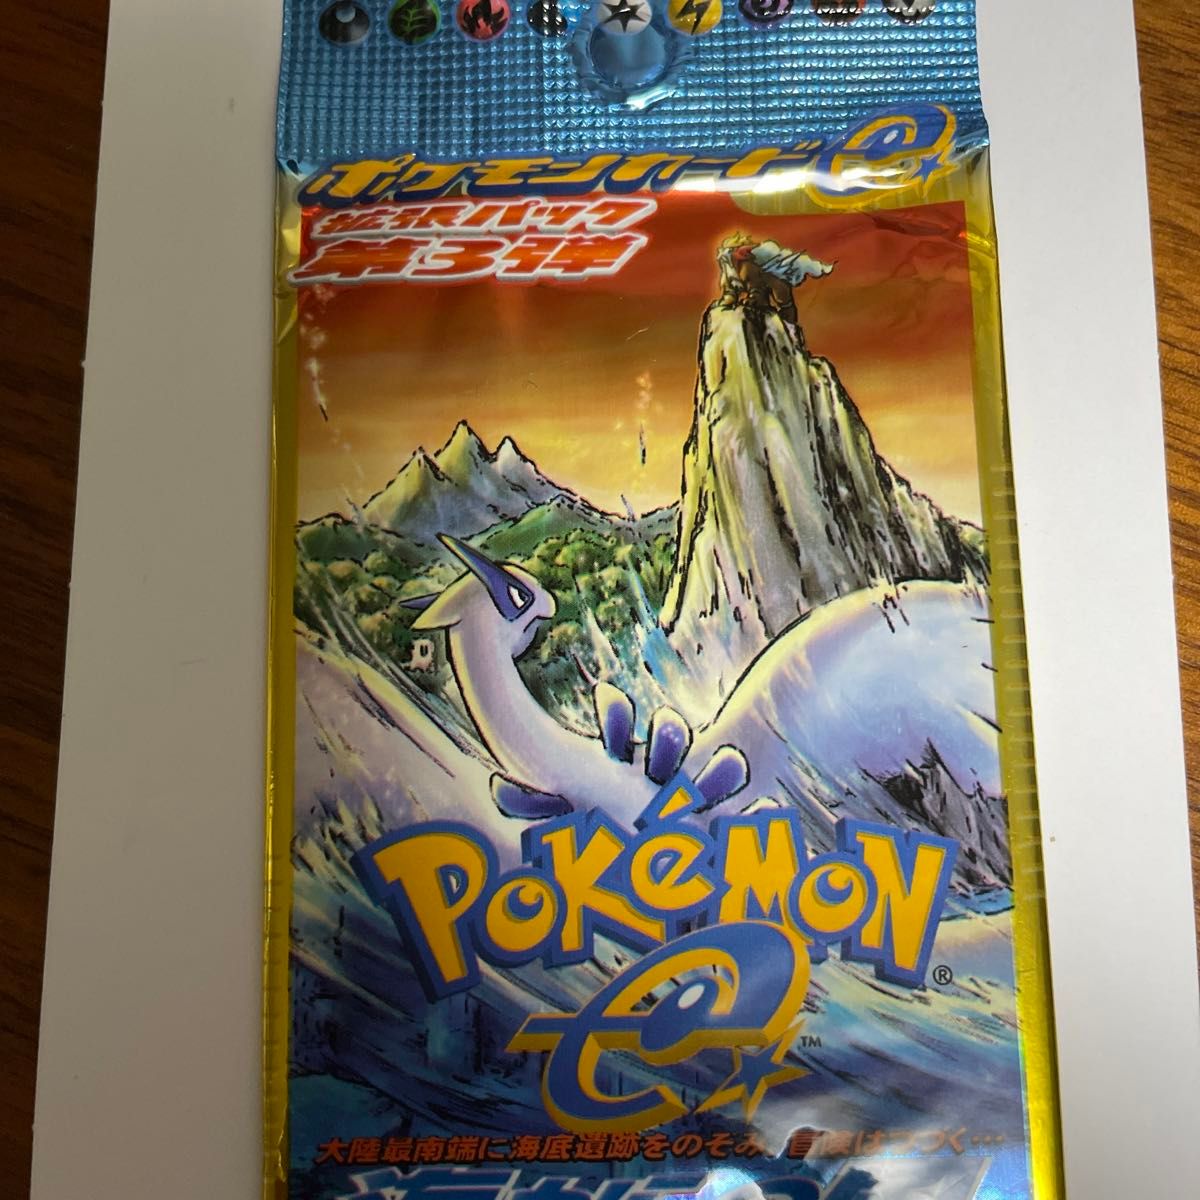 ポケモンカードe
拡張パック
第3弾
POKéMON®
e™
大陸最南端に海底遺跡をのぞみ、冒険はつづく…